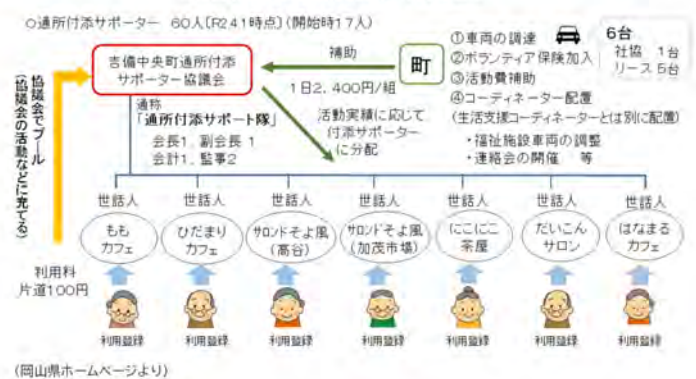 ○通所付添サポーター 60人〔R2.4.1時点〕(開始時17人)
吉備中央町通所付添
サポーター協議会
補助
町
1日2,400円/組
①車両の調達
②ボランティア保険加入
③活動費補助
④コーディネーター配置
(生活支援コーディネーターとは別に配置)
・福祉施設車両の調整
・連絡会の開催 等
6台
社協 1台
リース 5台
通称
「通所付添サポート隊」
会長1、副会長1
会計1、監事2
活動実績に応じて
付添サポーター
に分配
協議会でプール
(協議会の活動などに充てる)
世話人 世話人 世話人 世話人 世話人 世話人 世話人
もも
カフェ
ひだまり
カフェ
サロンドそよ風
(高谷)
サロンドそよ風
(加茂市場)
にこにこ
茶屋
だいこん
サロン
はなまる
カフェ
利用料
片道100円
利用登録 利用登録 利用登録 利用登録 利用登録 利用登録 利用登録
(岡山県ホームページより)